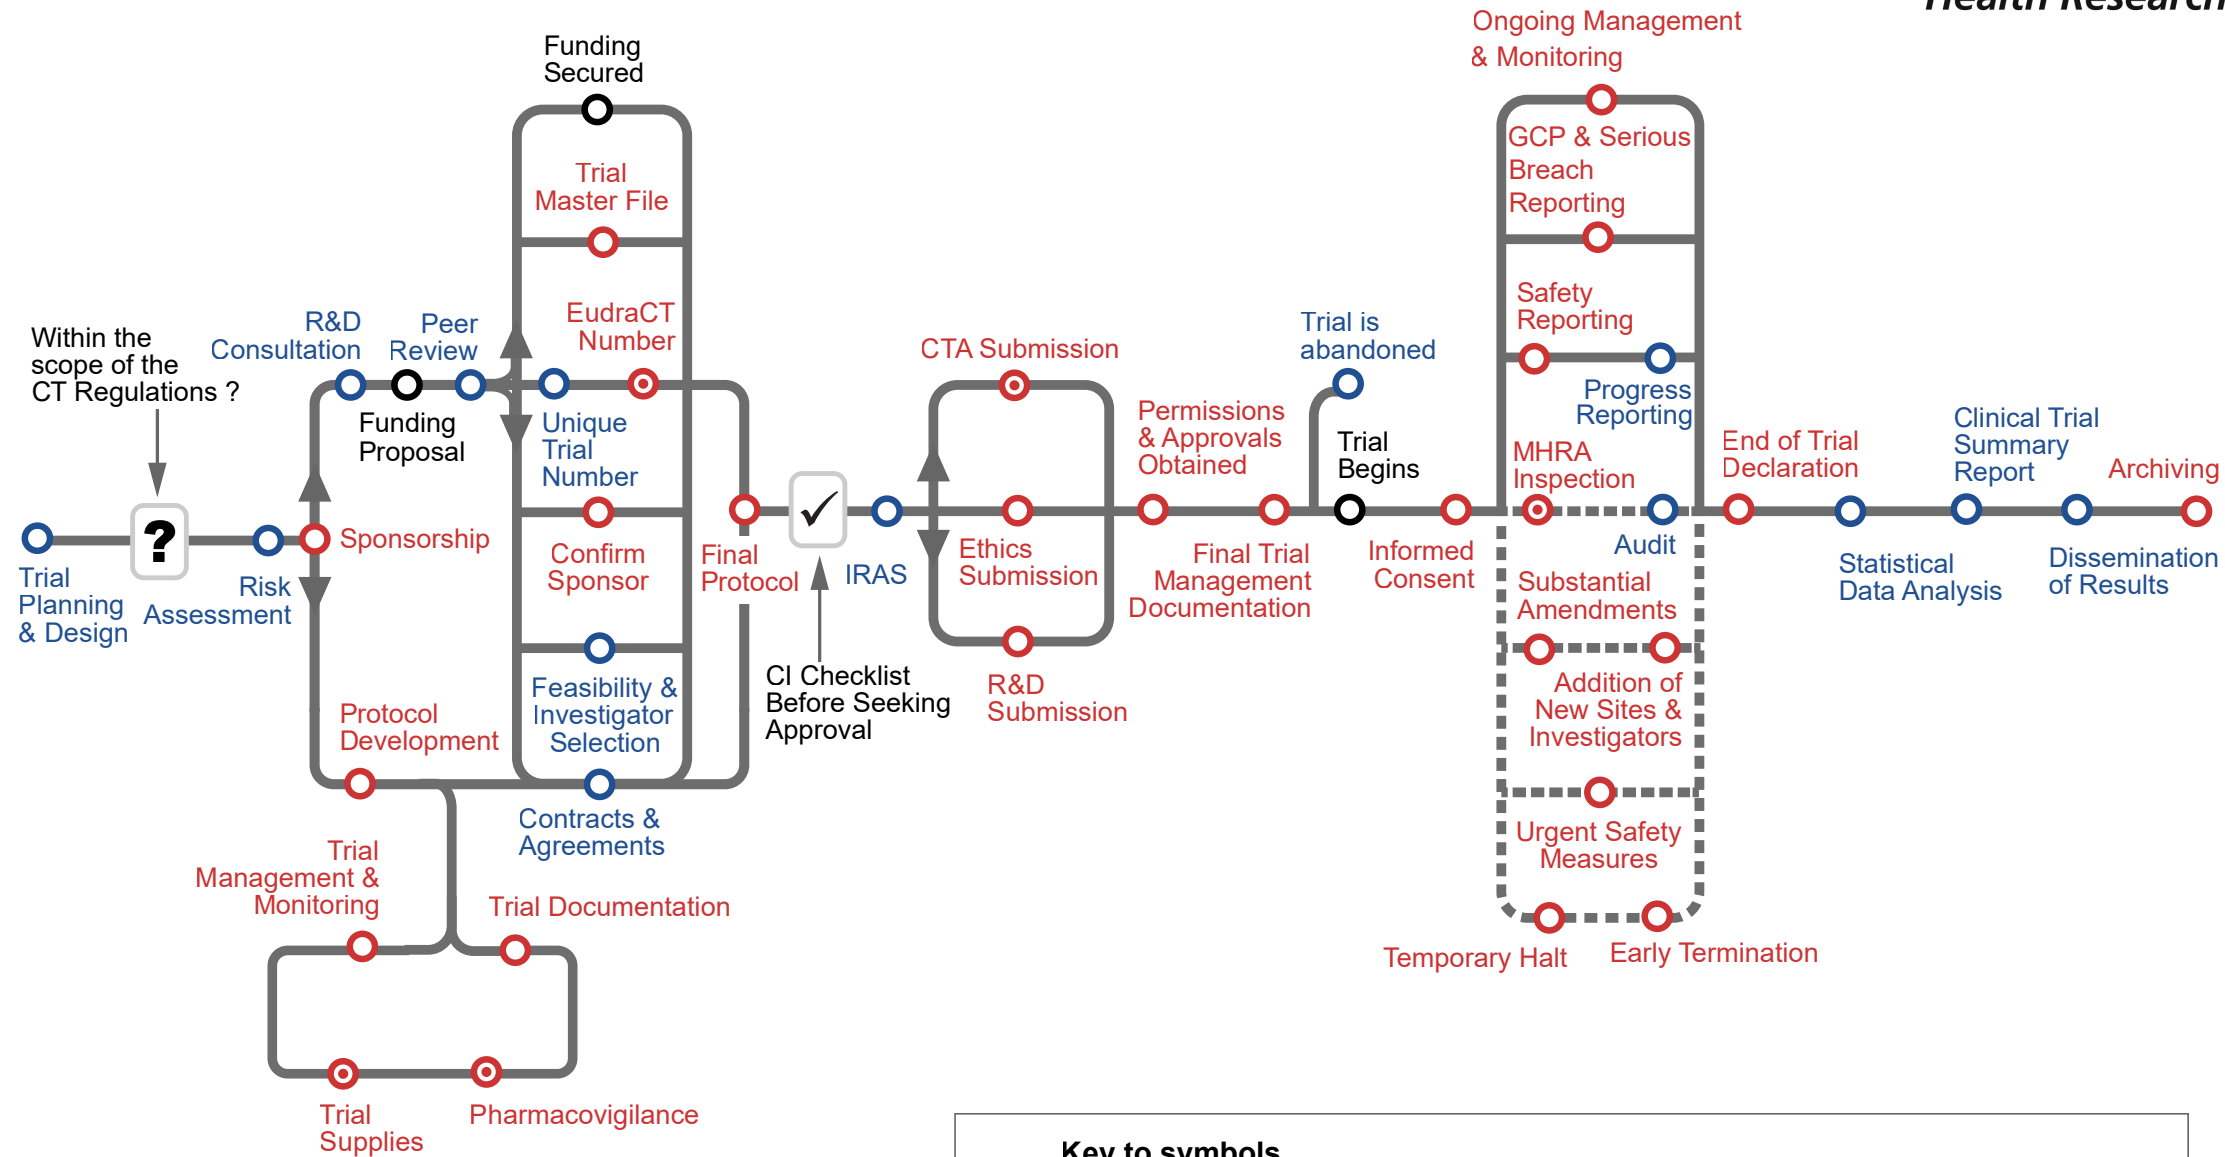 Health Research
Ongoing Management
& Monitoring
Funding
Secured
GCP & Serious
Breach
Reporting
Trial
Master File
Safety
Reporting
EudraCT
Number
R&D
Consultation
Peer
Review
Within the
scope of the
CT Regulations ?
Trial is
abandoned
CTA Submission
Progress
Reporting
Funding
Proposal
Unique
Trial
Number
Permissions
& Approvals
Obtained
Trial
Begins
MHRA
Inspection
End of Trial
Declaration
Clinical Trial
Summary
Report
Archiving
?
Sponsorship
Confirm
Sponsor
Final
Protocol
IRAS
Ethics
Submission
Final Trial
Management
Documentation
Informed
Consent
Audit
Substantial
Amendments
Statistical
Data Analysis
Dissemination
of Results
Trial
Planning
& Design
Risk
Assessment
CI Checklist
Before Seeking
Approval
R&D
Submission
Addition of
New Sites &
Investigators
Feasibility &
Investigator
Selection
Protocol
Development
Contracts &
Agreements
Urgent Safety
Measures
Trial
Management &
Monitoring
Trial Documentation
Temporary Halt
Early Termination
Trial
Supplies
Pharmacovigilance
Key to symbols